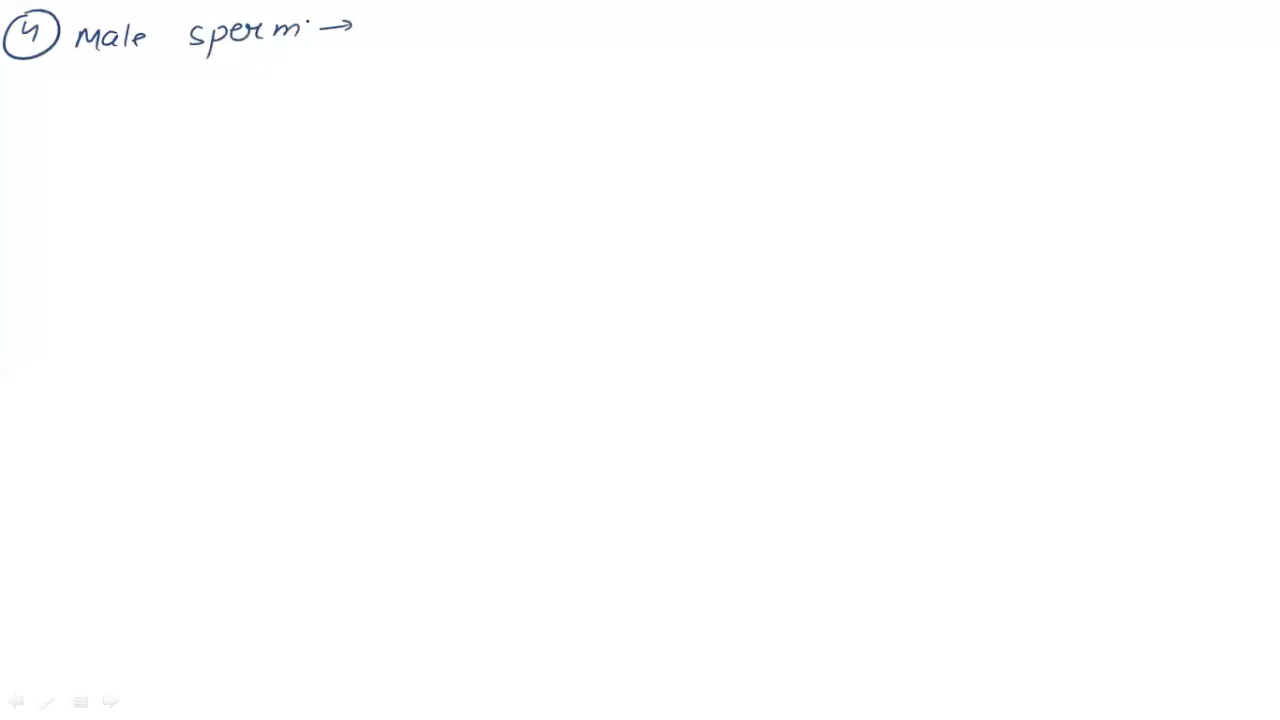 ④ Male sperm →